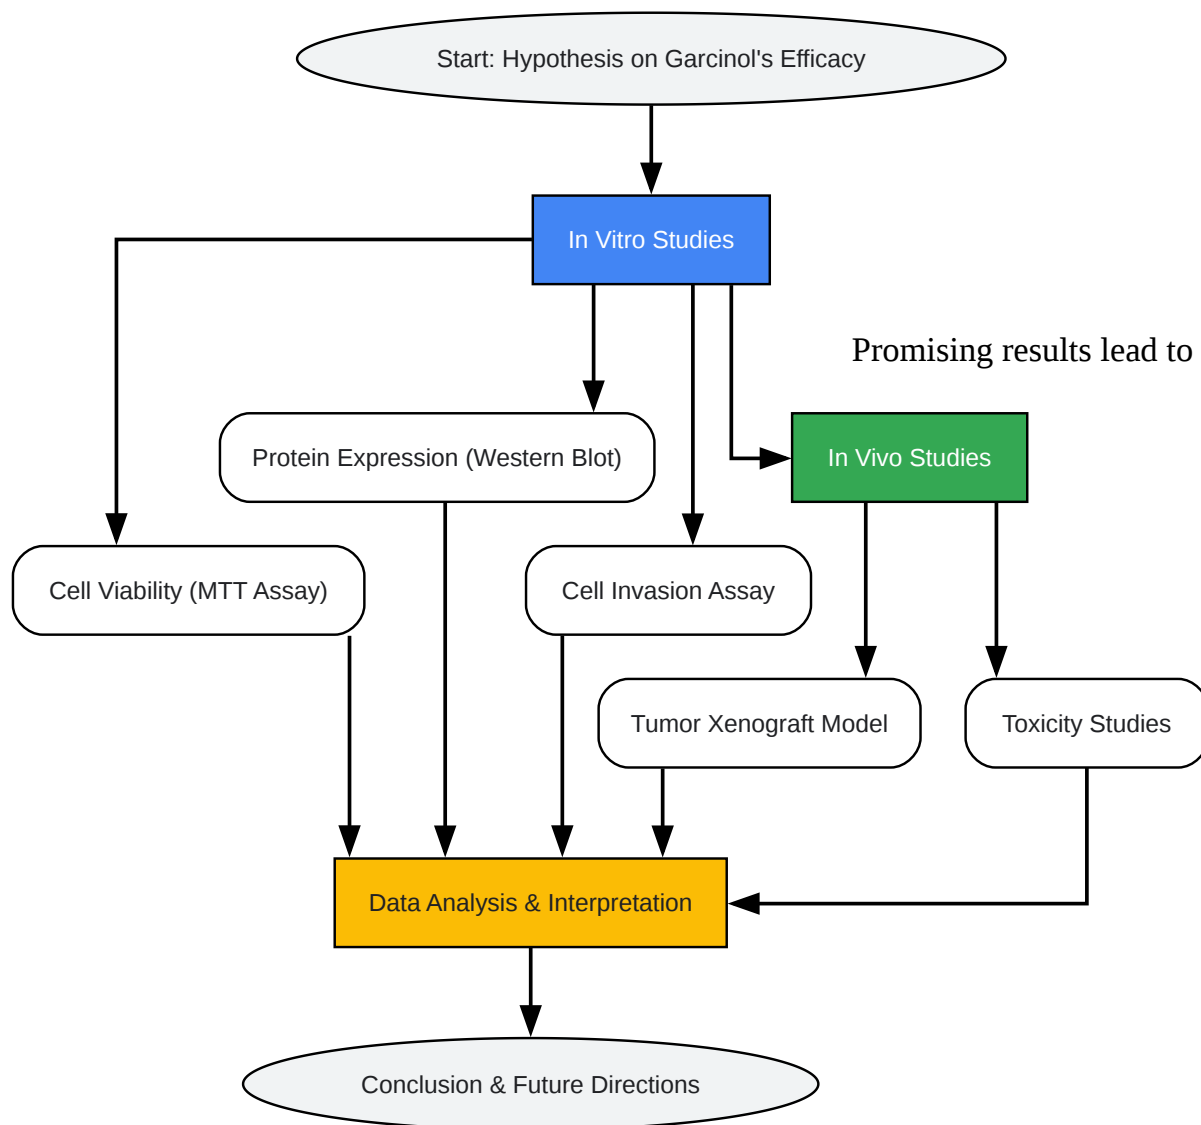 Start: Hypothesis on Garcinol's Efficacy
In Vitro Studies
Promising results lead to
Protein Expression (Western Blot)
In Vivo Studies
Cell Viability (MTT Assay)
Cell Invasion Assay
Tumor Xenograft Model
Toxicity Studies
Data Analysis & Interpretation
Conclusion & Future Directions